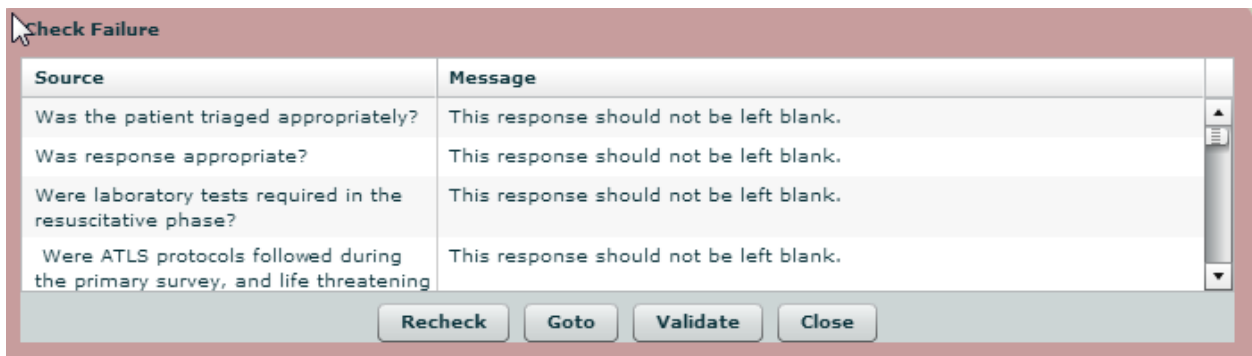 Check Failure
Source Message
Was the patient triaged appropriately? This response should not be left blank.
Was response appropriate? This response should not be left blank.
Were laboratory tests required in the This response should not be left blank.
resuscitative phase?
Were ATLS protocols followed during This response should not be left blank.
the primary survey, and life threatening
Recheck Goto Validate Close